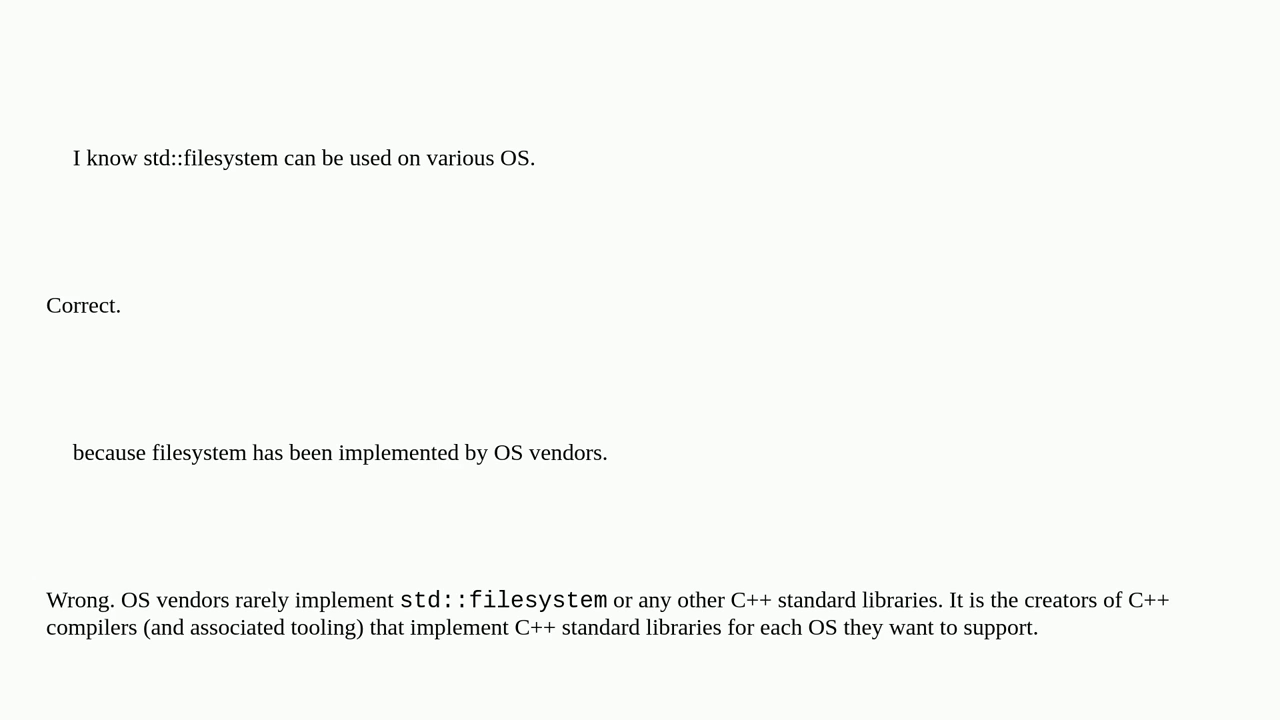 I know std::filesystem can be used on various OS.
Correct.
because filesystem has been implemented by OS vendors.
Wrong. OS vendors rarely implement std::filesystem or any other C++ standard libraries. It is the creators of C++
compilers (and associated tooling) that implement C++ standard libraries for each OS they want to support.